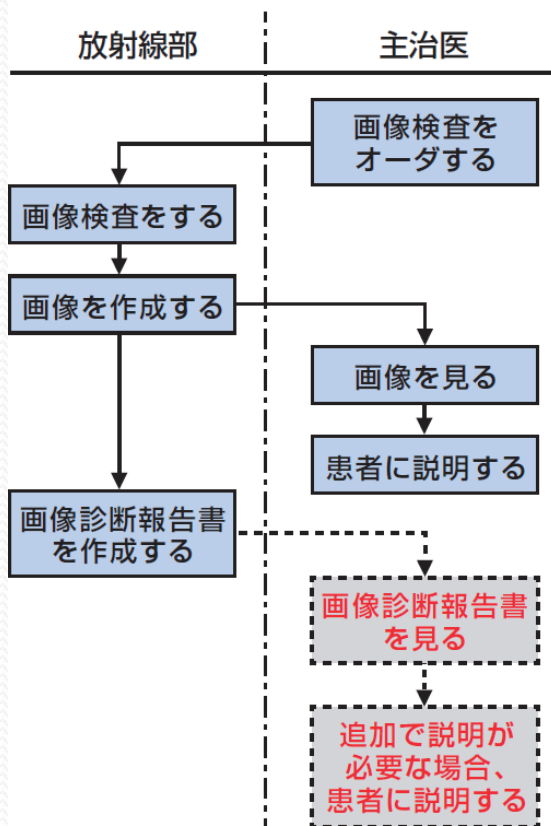 放射線部
主治医
画像検査を
オーダする
画像検査をする
画像を作成する
画像を見る
患者に説明する
画像診断報告書
を作成する
画像診断報告書
を見る
追加で説明が
必要な場合、
患者に説明する